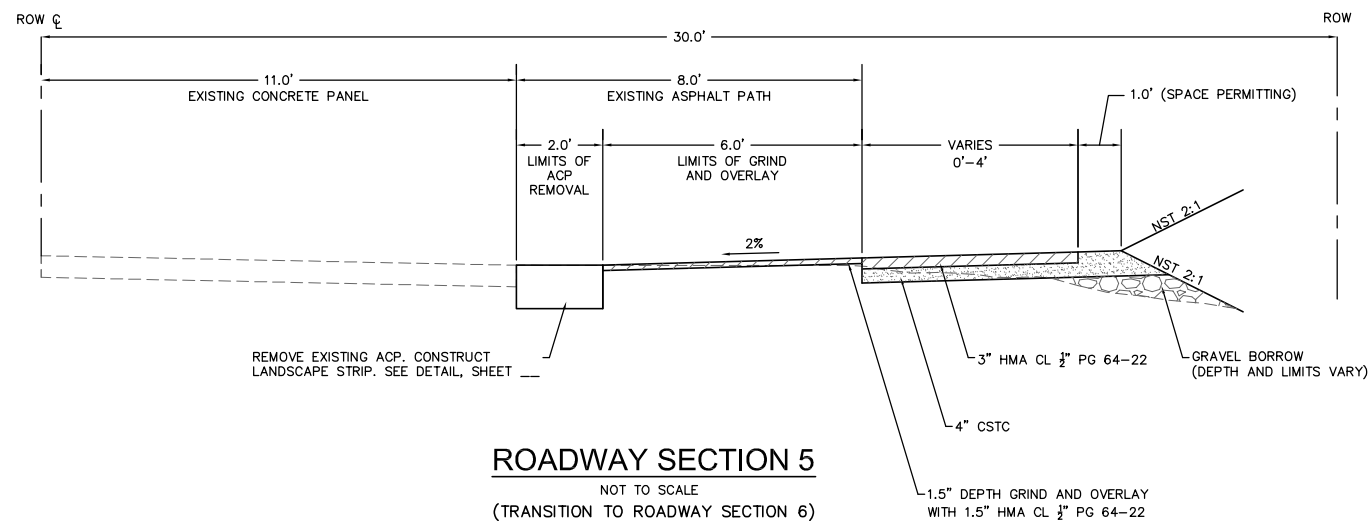 ROW ℄
ROW
30.0'
11.0'
EXISTING CONCRETE PANEL
8.0'
EXISTING ASPHALT PATH
1.0' (SPACE PERMITTING)
2.0'
LIMITS OF
ACP
REMOVAL
6.0'
LIMITS OF GRIND
AND OVERLAY
VARIES
0'-4'
NST 2:1
2%
NST 2:1
REMOVE EXISTING ACP. CONSTRUCT
LANDSCAPE STRIP. SEE DETAIL, SHEET __
3" HMA CL ½" PG 64-22
GRAVEL BORROW
(DEPTH AND LIMITS VARY)
4" CSTC
ROADWAY SECTION 5
NOT TO SCALE
(TRANSITION TO ROADWAY SECTION 6)
1.5" DEPTH GRIND AND OVERLAY
WITH 1.5" HMA CL ½" PG 64-22